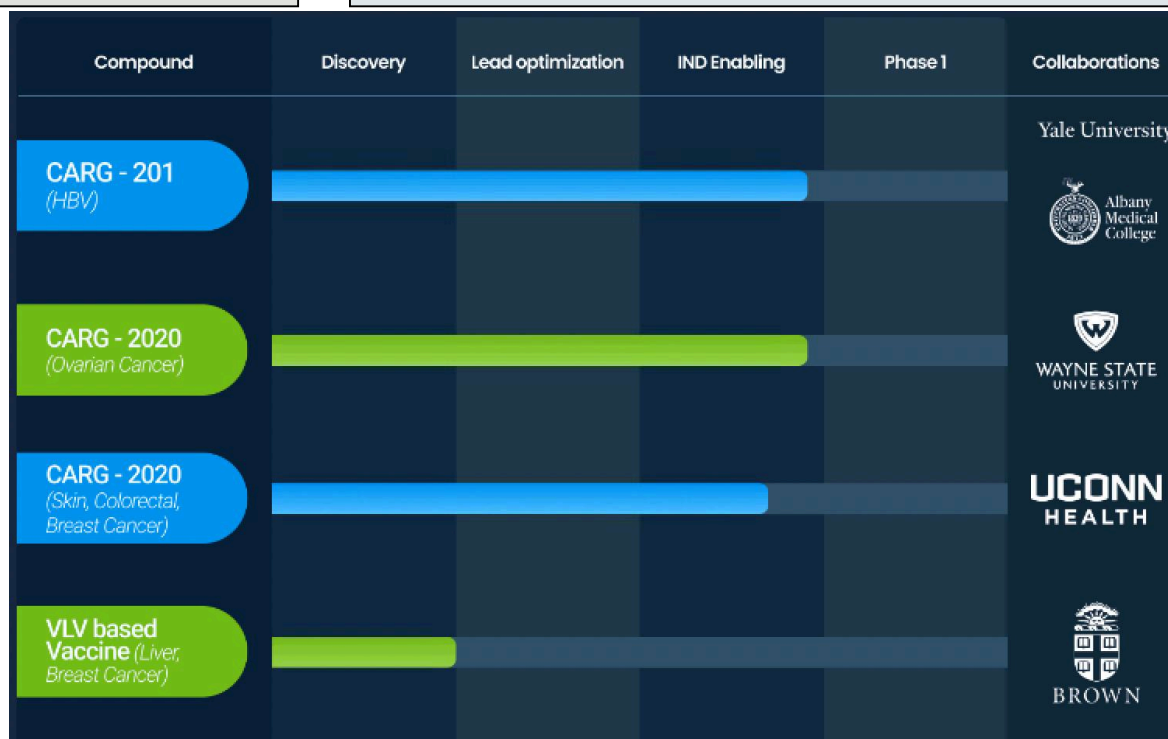 Compound Discovery Lead optimization IND Enabling Phase 1 Collaborations
Yale University
CARG - 201
(HBV)
Albany
Medical
College
CARG - 2020
(Ovarian Cancer)
W
WAYNE STATE
UNIVERSITY
CARG - 2020
(Skin, Colorectal,
Breast Cancer)
UCONN
HEALTH
VLV based
Vaccine (Liver,
Breast Cancer)
BROWN